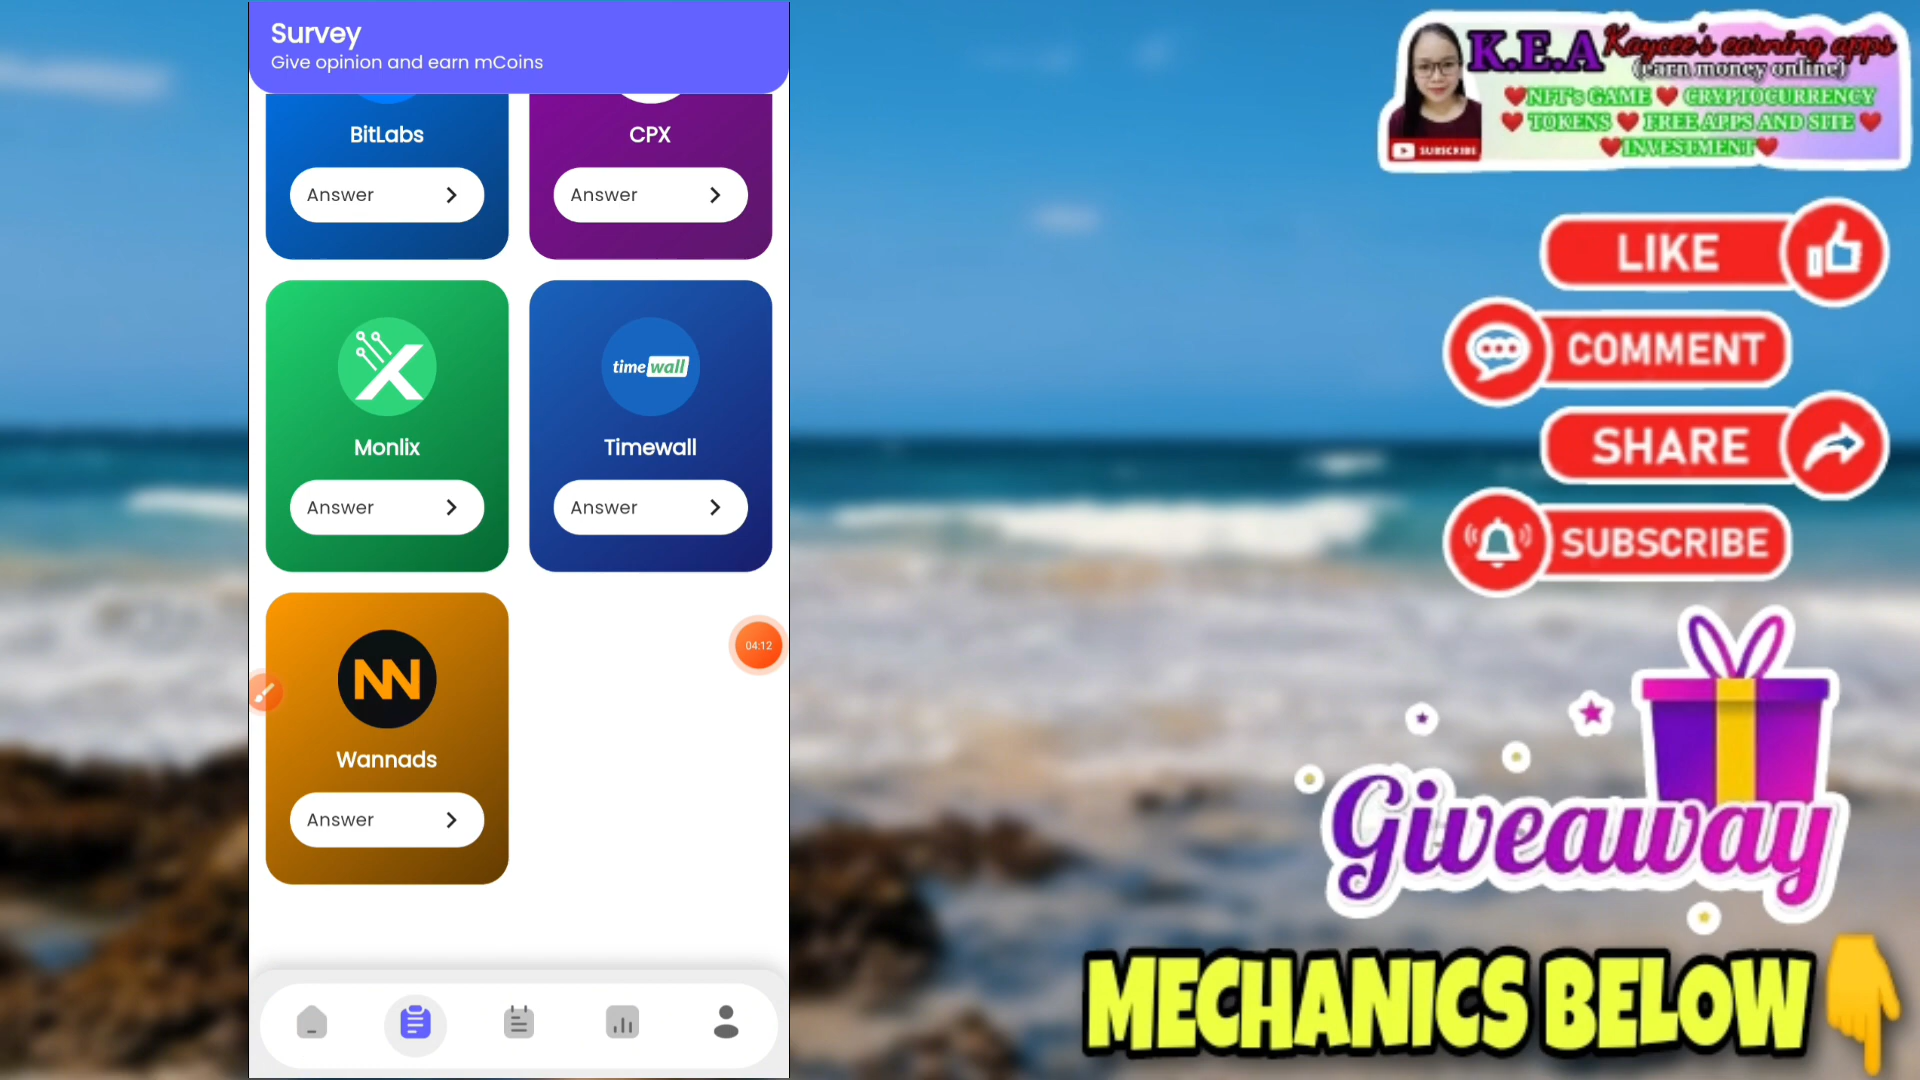 Survey
Give opinion and earn mCoins
BitLabs
CPX
Answer
Answer
timewall
Monlix
Timewall
Answer
Answer
04:12
NN
Wannads
Answer
K.E.A Kaycee's earning apps
(earn money online)
❤️NFT's GAME ❤️ CRYPTOCURRENCY
❤️ TOKENS ❤️ FREE APPS AND SITE ❤️
❤️INVESTMENT❤️
SUBSCRIBE
LIKE
COMMENT
SHARE
SUBSCRIBE
Giveaway
MECHANICS BELOW